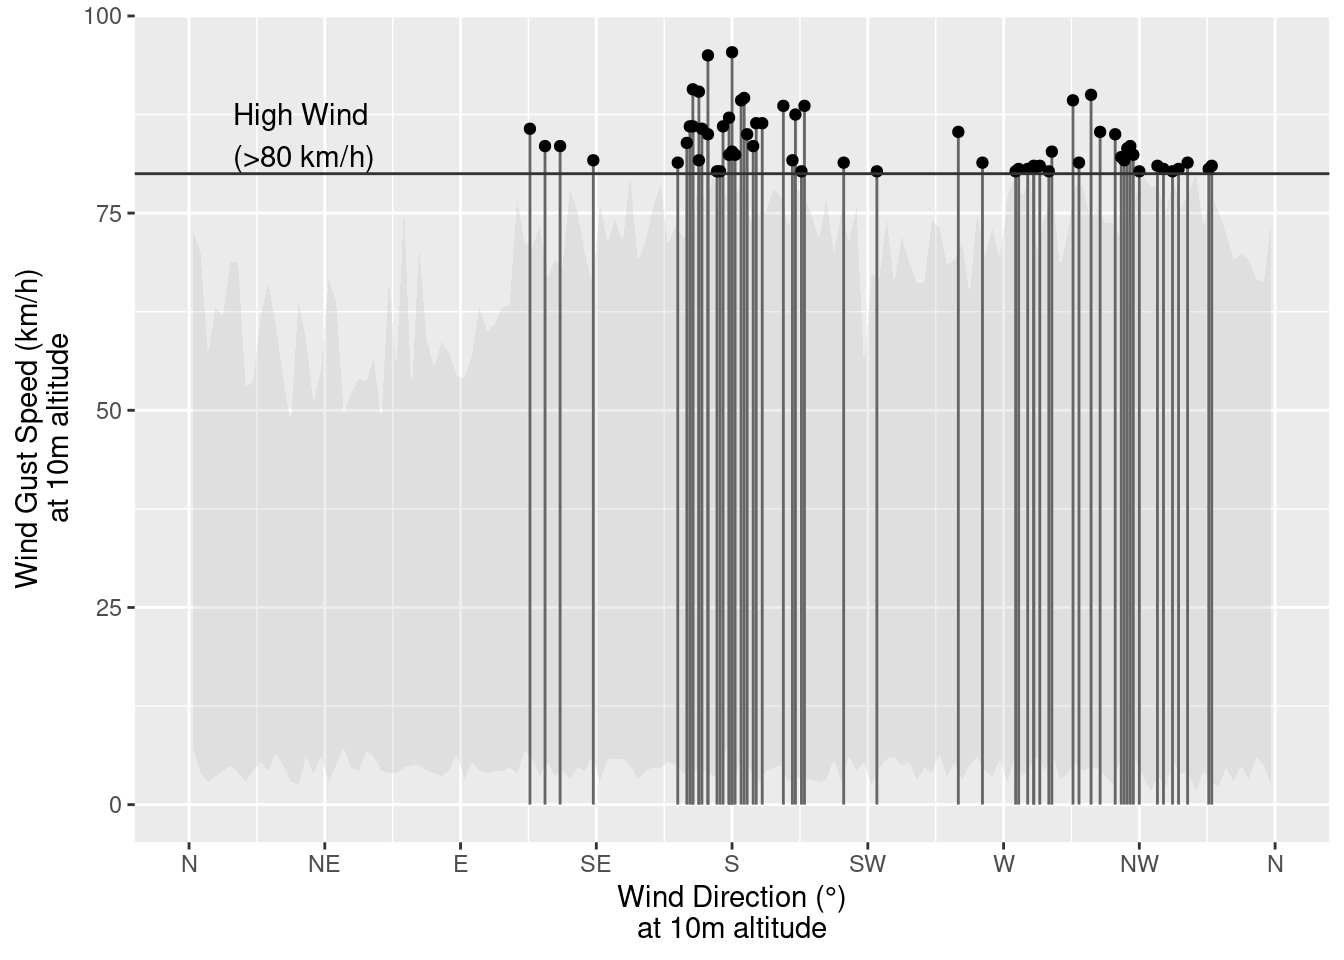 100
75
50
25
0
Wind Gust Speed (km/h)
at 10m altitude
High Wind
(>80 km/h)
N NE E SE S SW W NW N
Wind Direction (°)
at 10m altitude